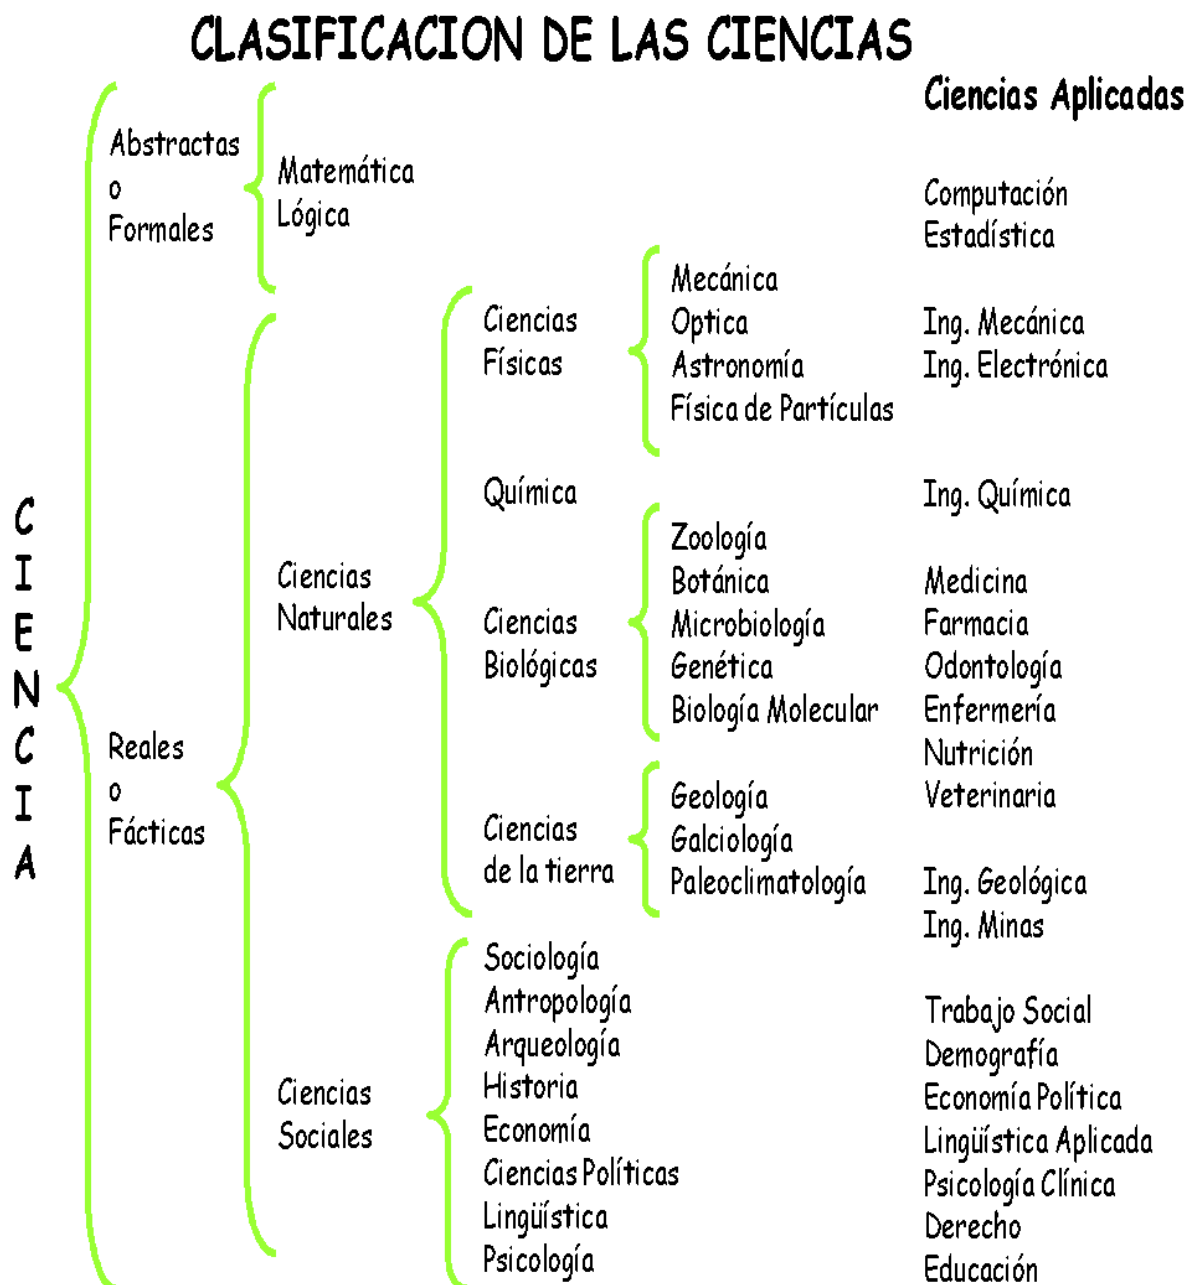 CLASIFICACION DE LAS CIENCIAS
Ciencias Aplicadas
CIENCIA
Abstractas
o
Formales
Matemática
Lógica
Computación
Estadística
Reales
o
Fácticas
Ciencias
Naturales
Ciencias
Físicas
Mecánica
Optica
Astronomía
Física de Partículas
Ing. Mecánica
Ing. Electrónica
Química
Ing. Química
Ciencias
Biológicas
Zoología
Botánica
Microbiología
Genética
Biología Molecular
Medicina
Farmacia
Odontología
Enfermería
Nutrición
Veterinaria
Ciencias
de la tierra
Geología
Galciología
Paleoclimatología
Ing. Geológica
Ing. Minas
Ciencias
Sociales
Sociología
Antropología
Arqueología
Historia
Economía
Ciencias Políticas
Lingüística
Psicología
Trabajo Social
Demografía
Economía Política
Lingüística Aplicada
Psicología Clínica
Derecho
Educación